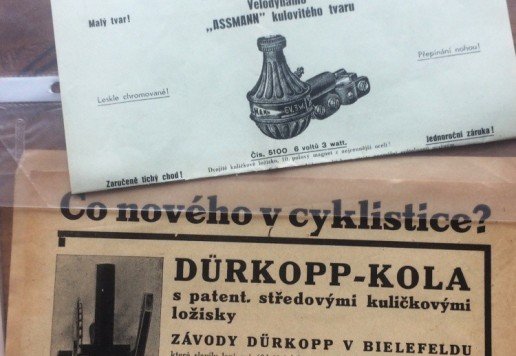 Velodynamo
„ASSMANN" kulovitého tvaru
Malý tvar!
Přepínání nohou!
Leskle chromované!
Čís. 5100 6 voltů 3 watt.
Jednoroční záruka!
Zaručeně tichý chod!
Co nového v cyklistice?
DÜRKOPP-KOLA
s patent. středovými kuličkovými
ložisky
ZÁVODY DÜRKOPP V BIELEFELDU